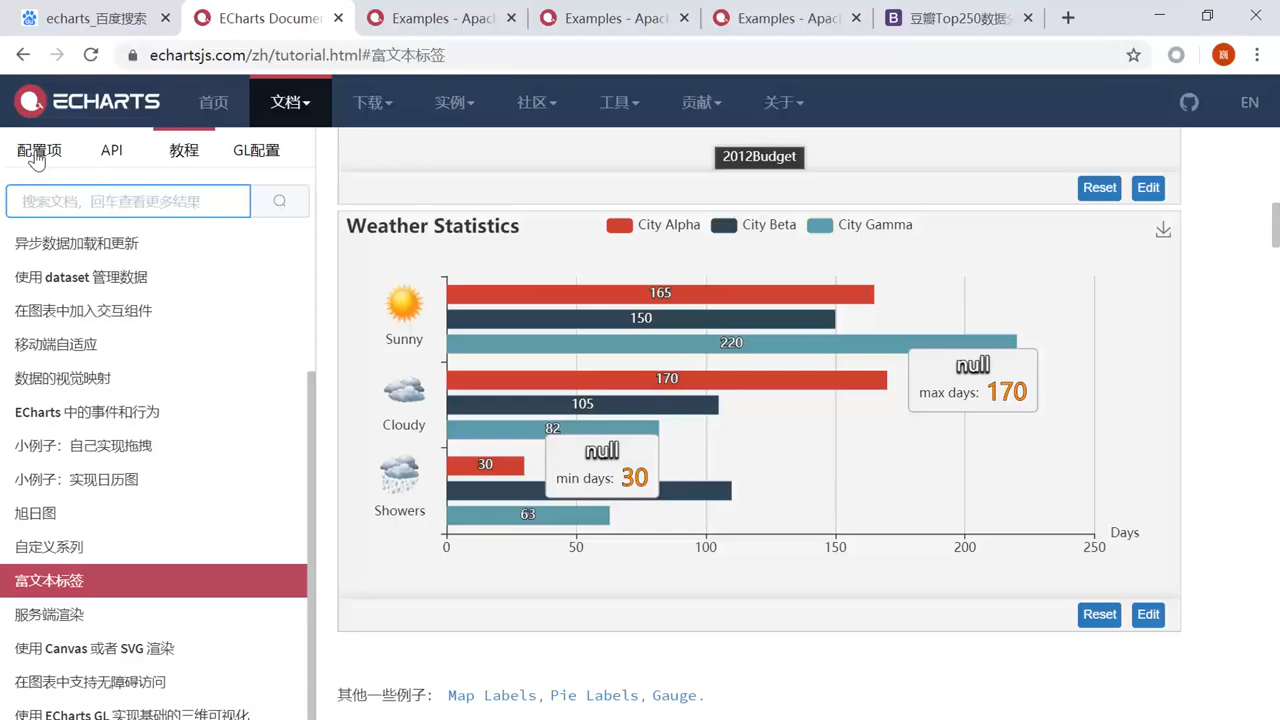 echarts_百度搜索
ECharts Docume
Examples - Apac
Examples - Apac
Examples - Apac
豆瓣Top250数据
echartsjs.com/zh/tutorial.html#富文本标签
ECHARTS
首页
文档
下载
实例
社区
工具
贡献
关于
EN
配置项
API
教程
GL配置
搜索文档，回车查看更多结果
异步数据加载和更新
使用 dataset 管理数据
在图表中加入交互组件
移动端自适应
数据的视觉映射
ECharts 中的事件和行为
小例子：自己实现拖拽
小例子：实现日历图
旭日图
自定义系列
富文本标签
服务端渲染
使用 Canvas 或者 SVG 渲染
在图表中支持无障碍访问
使用 ECharts GL 实现基础的三维可视化
2012Budget
Reset
Edit
Weather Statistics
City Alpha
City Beta
City Gamma
165
150
220
Sunny
null
max days: 170
170
105
82
Cloudy
null
min days: 30
30
63
Showers
0
50
100
150
200
250
Days
Reset
Edit
其他一些例子： Map Labels, Pie Labels, Gauge.